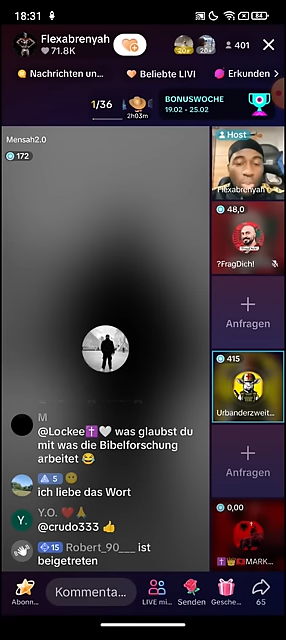 18:31
84
Flexabrenyah
71.8K
401
Nachrichten un...
Beliebte LIVI
Erkunden
1/36
2h03m
BONUSWOCHE
19.02 - 25.02
Mensah2.0
172
Host
Flexabrenyah
48,0
?FragDich!
Anfragen
415
Urbanderzweit...
Anfragen
0,00
MARK...
M
@Lockee✝️🤍 was glaubst du
mit was die Bibelforschung
arbeitet 😂
5
ich liebe das Wort
Y.O. ❤️🙏
Y.
@crudo333 👍
15 Robert_90___ ist
beigetreten
Abonn...
Kommenta...
LIVE mi...
Senden
Gesche...
65